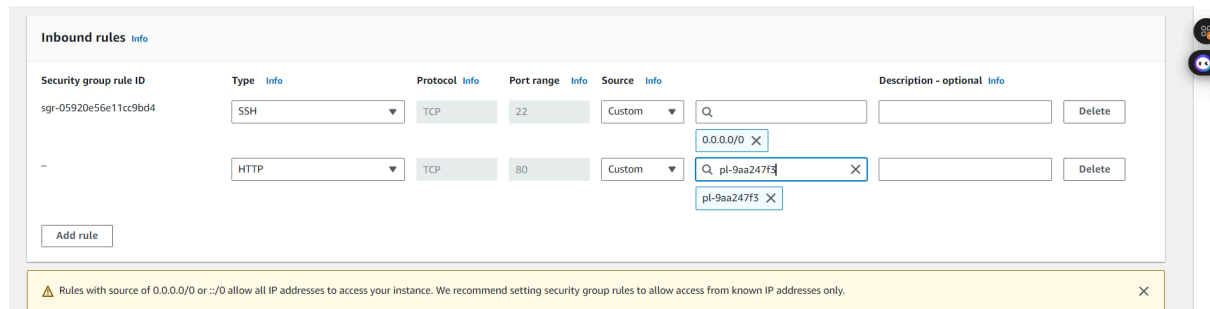 Inbound rules Info
Security group rule ID Type Info Protocol Info Port range Info Source Info Description - optional Info
sgr-05920e56e11cc9bd4 SSH TCP 22 Custom Delete
0.0.0.0/0
– HTTP TCP 80 Custom pl-9aa247f3 Delete
pl-9aa247f3
Add rule
Rules with source of 0.0.0.0/0 or ::/0 allow all IP addresses to access your instance. We recommend setting security group rules to allow access from known IP addresses only.